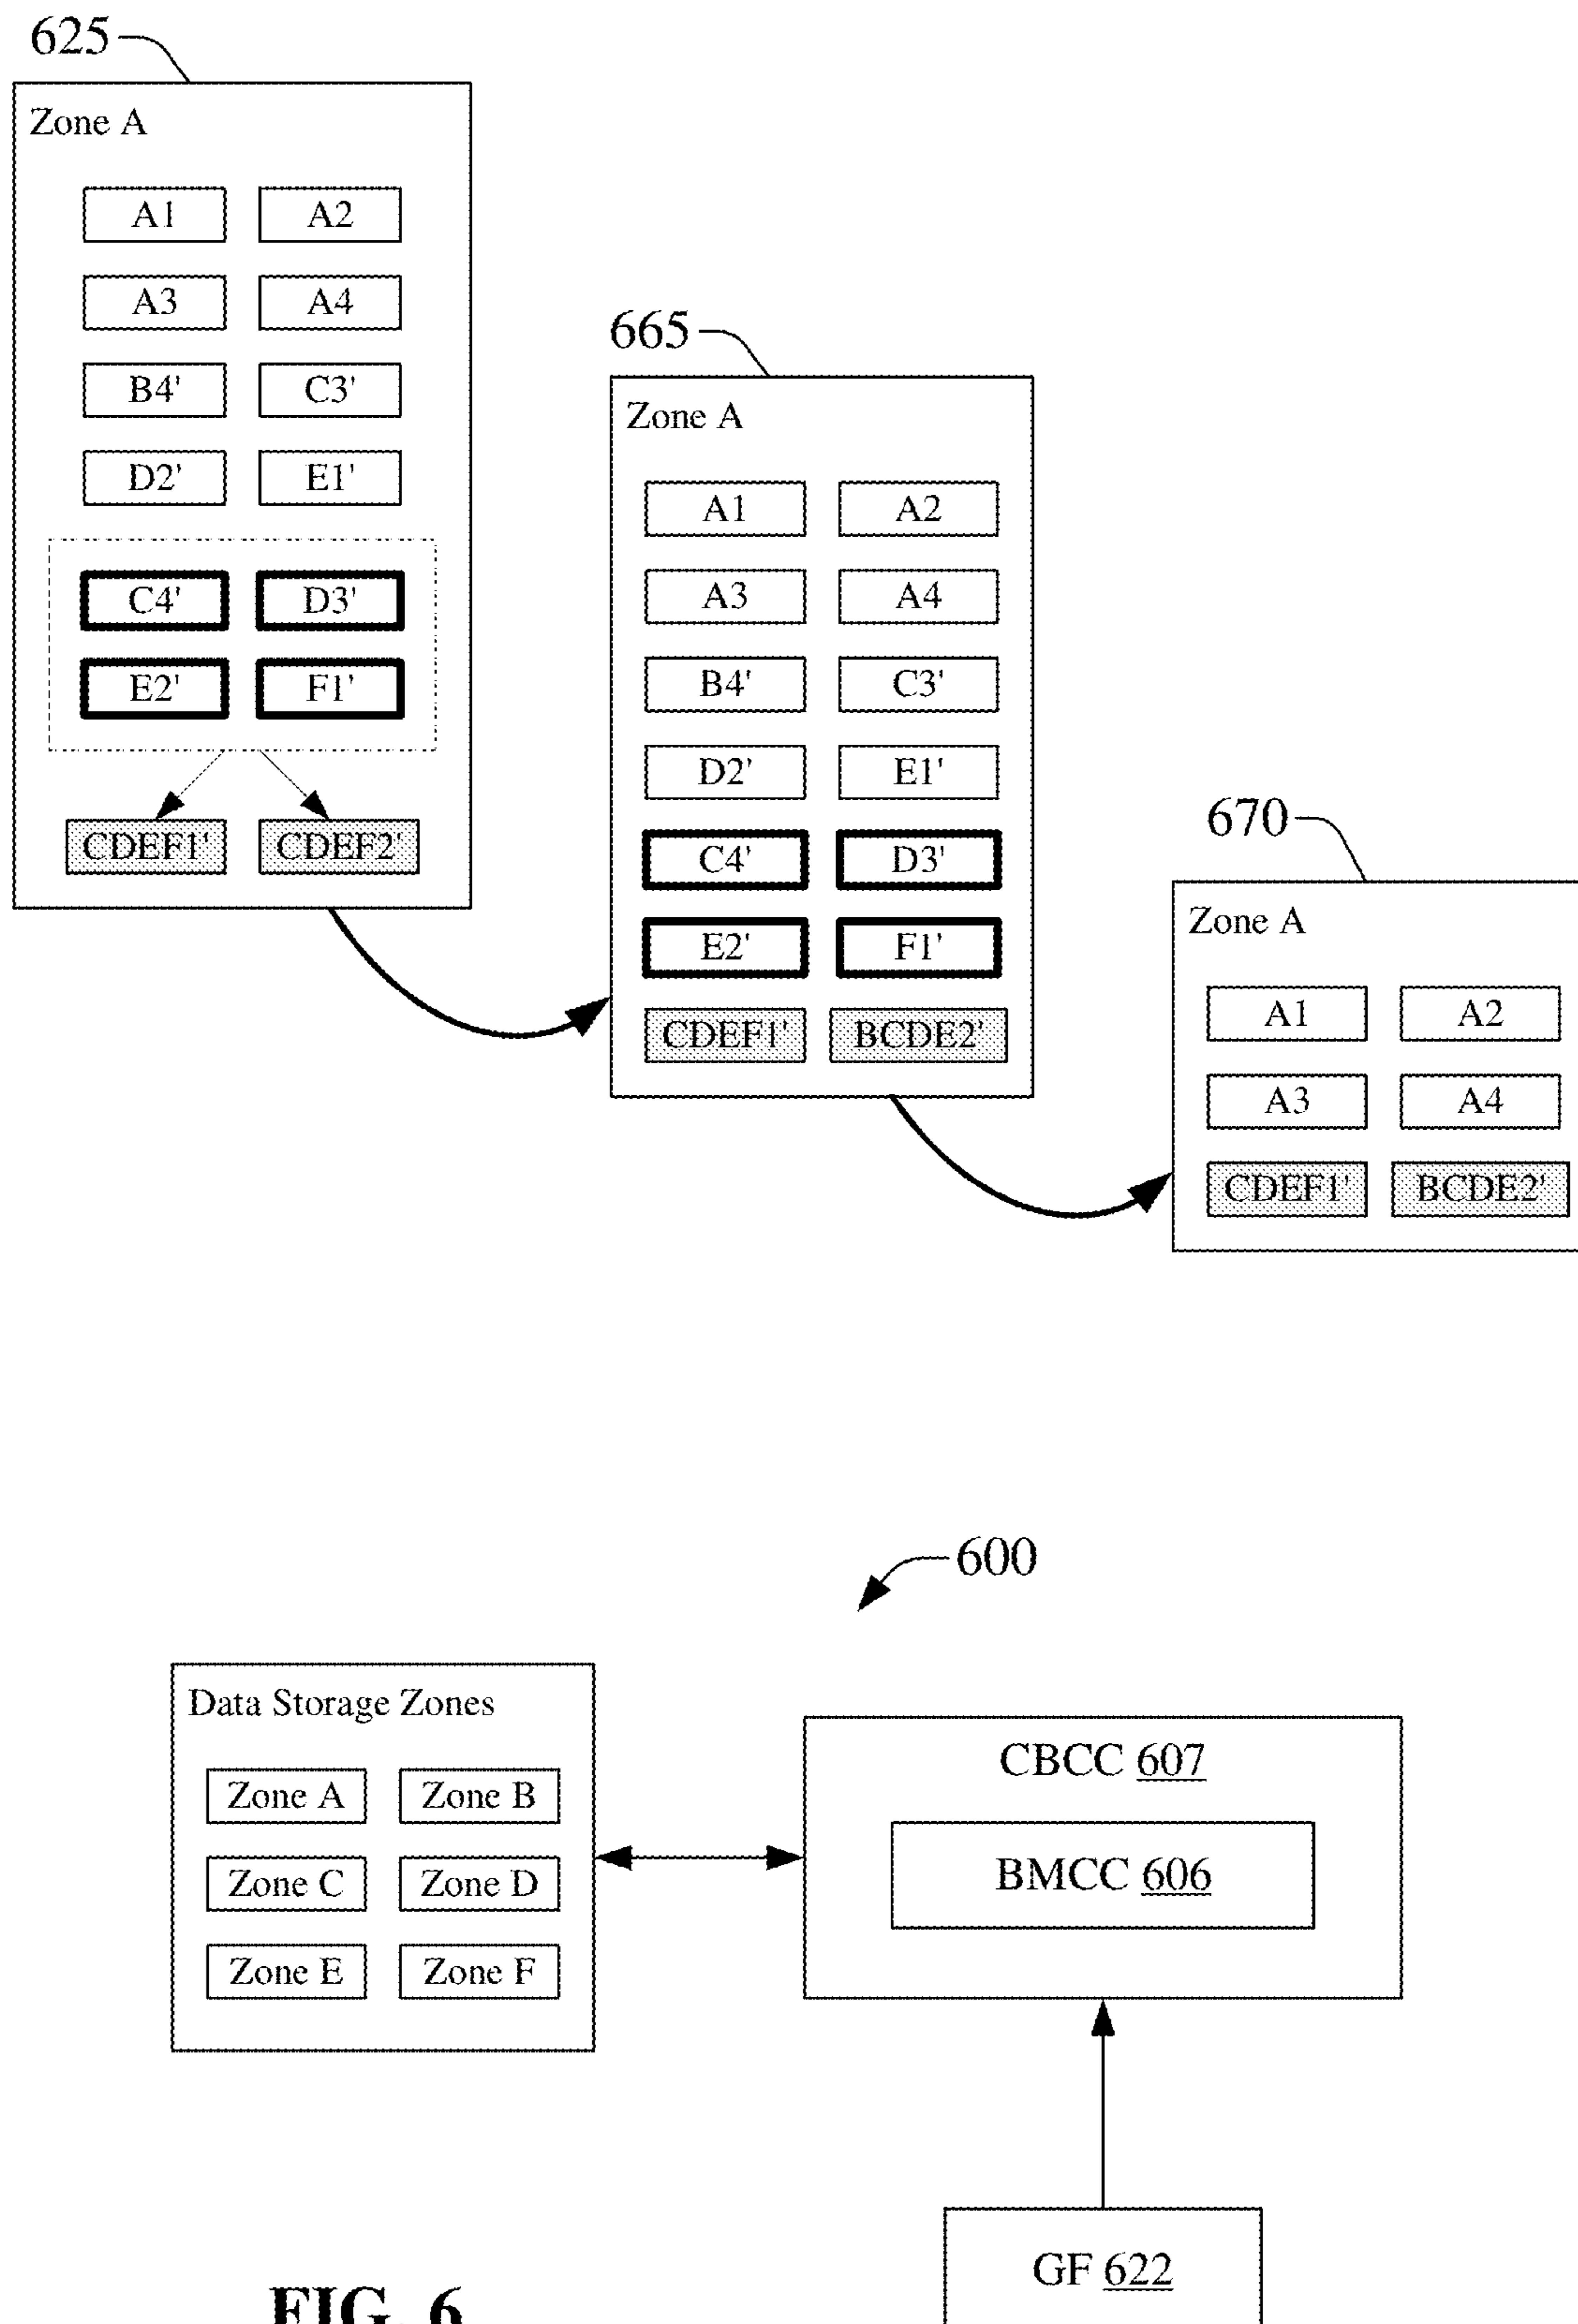 625
Zone A
A1 A2
A3 A4
B4' C3'
D2' E1'
C4' D3'
E2' F1'
CDEF1' CDEF2'
665
Zone A
A1 A2
A3 A4
B4' C3'
D2' E1'
C4' D3'
E2' F1'
CDEF1' BCDE2'
670
Zone A
A1 A2
A3 A4
CDEF1' BCDE2'
600
Data Storage Zones
Zone A Zone B
Zone C Zone D
Zone E Zone F
CBCC 607
BMCC 606
GF 622
FIG. 6